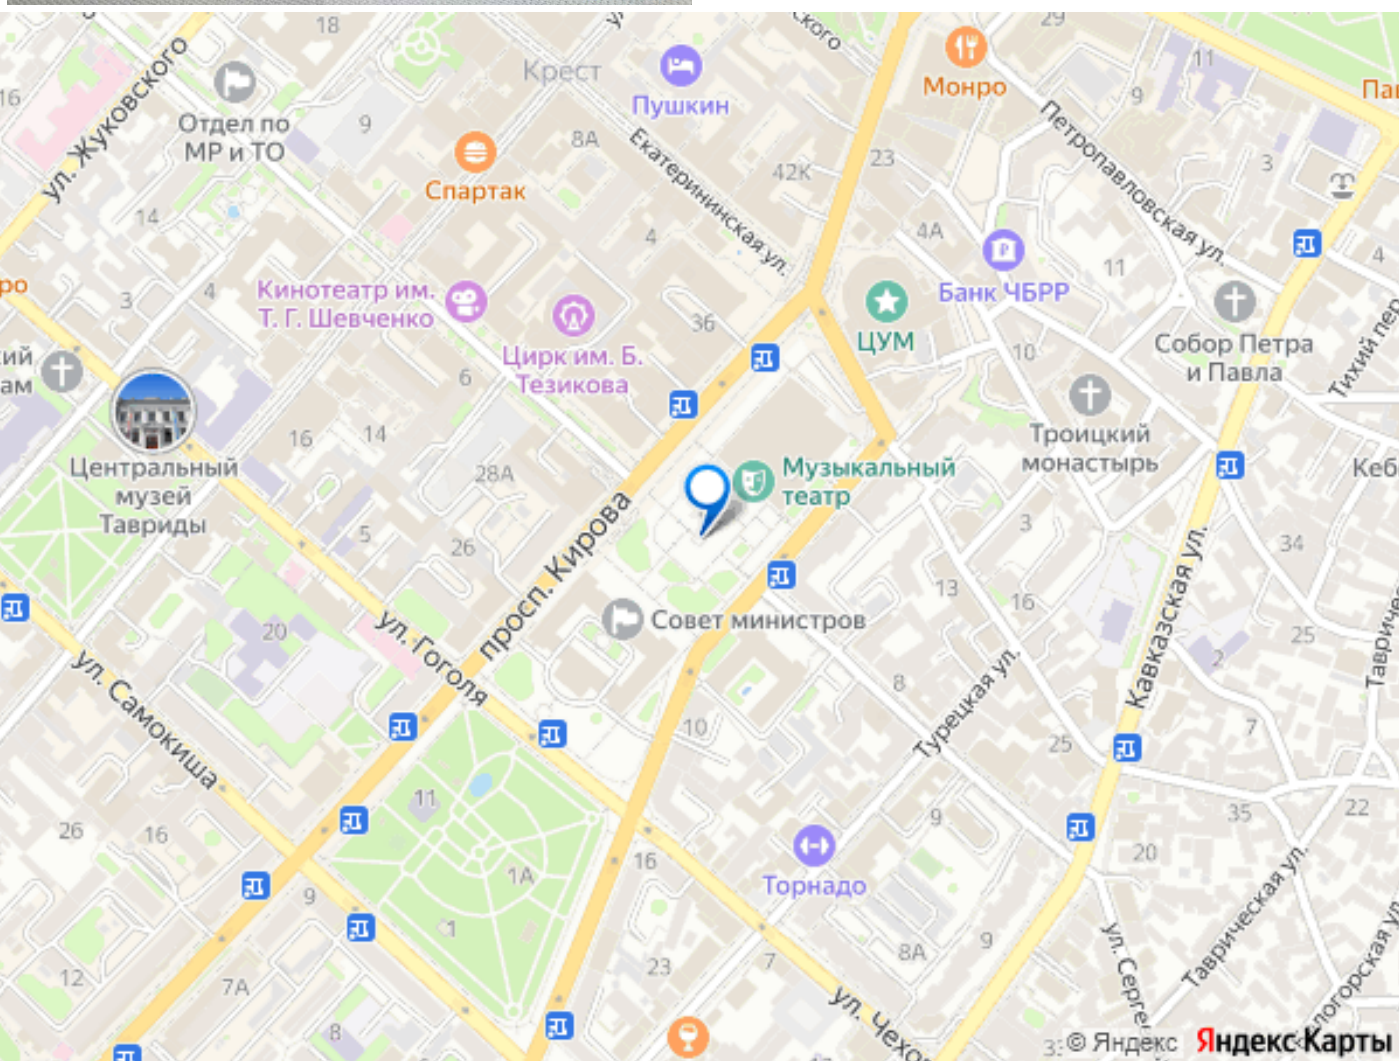 18
29
ул. Жуковского
16
Отдел по
МР и ТО
9
Крест
Пушкин
8А
Спартак
Екатерининская ул.
42К
23
Монро
11
9
Петропавловская ул.
3
4
14
4
4А
Банк ЧБРР
11
Собор Петра
и Павла
Тихий пер
ро
3
4
Кинотеатр им.
Т. Г. Шевченко
Цирк им. Б.
Тезикова
36
ЦУМ
10
ам
6
16
14
28А
Центральный
музей
Тавриды
Музыкальный
театр
Троицкий
монастырь
Кеб
5
26
просп. Кирова
3
34
Кавказская ул.
13
16
25
20
ул. Гоголя
Совет министров
2
8
Турецкая ул.
ул. Самокиша
10
25
7
11
26
16
1А
16
9
35
22
Торнадо
20
9
1
Таврическая ул.
12
7А
23
7
8А
9
ул. Серге
8
ул. Чехо
© Яндекс Яндекс Карты